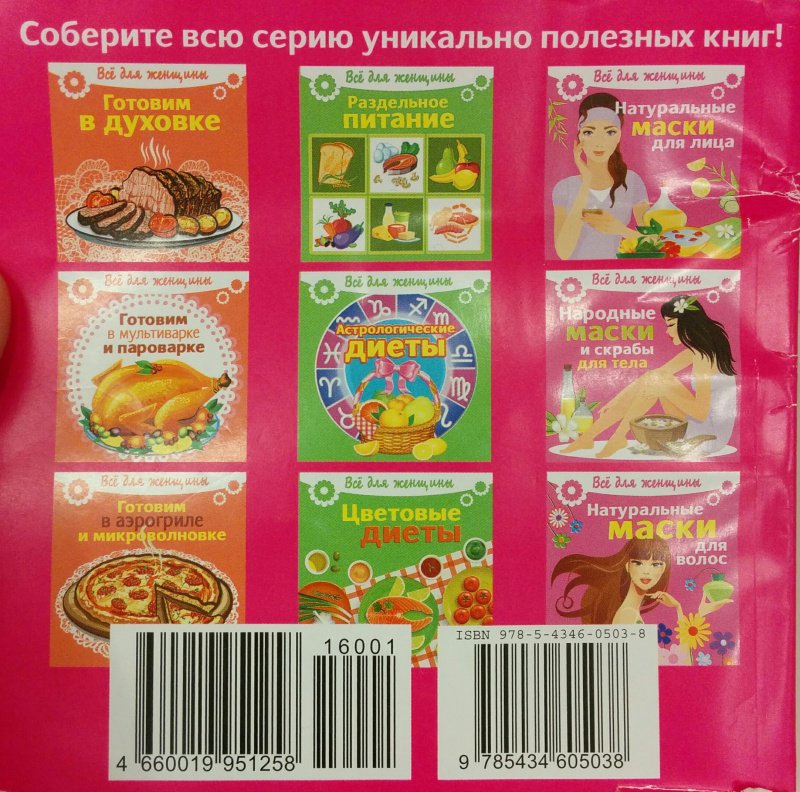 Соберите всю серию уникально полезных книг!
Всё для женщины
Готовим
в духовке
Всё для женщины
Раздельное
питание
Всё для женщины
Натуральные
маски
для лица
Всё для женщины
Готовим
в мультиварке
и пароварке
Всё для женщины
Астрологические
диеты
Всё для женщины
Народные
маски
и скрабы
для тела
Всё для женщины
Готовим
в аэрогриле
и микроволновке
Всё для женщины
Цветовые
диеты
Всё для женщины
Натуральные
маски
для
волос
16001
4 660019 951258
ISBN 978-5-4346-0503-8
9 785434 605038